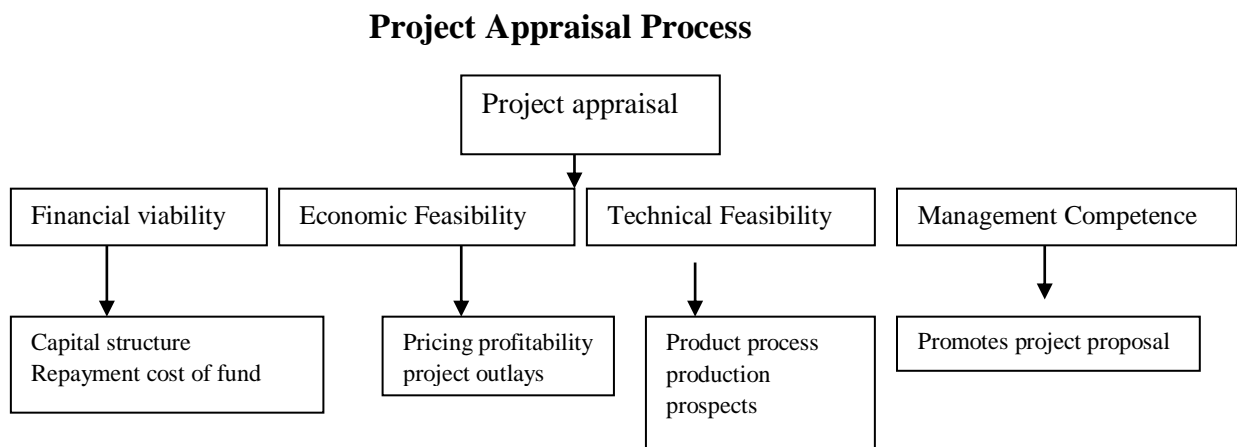 Project Appraisal Process
Project appraisal
Financial viability
Economic Feasibility
Technical Feasibility
Management Competence
Capital structure
Repayment cost of fund
Pricing profitability
project outlays
Product process
production
prospects
Promotes project proposal